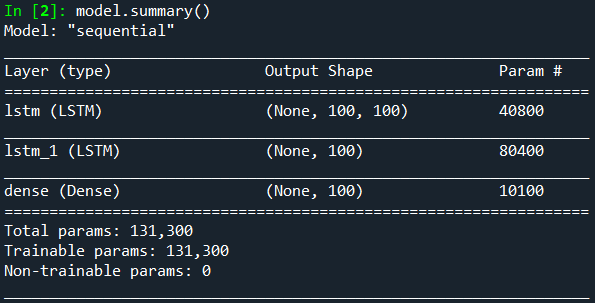 In [2]: model.summary()
Model: "sequential"
_________________________________________________________________
Layer (type)                 Output Shape              Param #
=================================================================
lstm (LSTM)                  (None, 100, 100)          40800
_________________________________________________________________
lstm_1 (LSTM)                (None, 100)               80400
_________________________________________________________________
dense (Dense)                (None, 100)               10100
=================================================================
Total params: 131,300
Trainable params: 131,300
Non-trainable params: 0
_________________________________________________________________